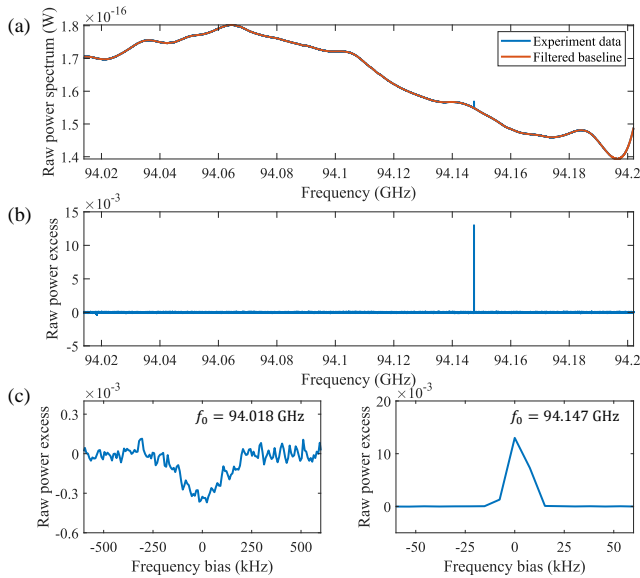 (a)
×10⁻¹⁶
Raw power spectrum (W)
1.8
1.7
1.6
1.5
1.4
Experiment data
Filtered baseline
94.02 94.04 94.06 94.08 94.1 94.12 94.14 94.16 94.18 94.2
Frequency (GHz)
(b)
×10⁻³
Raw power excess
15
10
5
0
-5
94.02 94.04 94.06 94.08 94.1 94.12 94.14 94.16 94.18 94.2
Frequency (GHz)
(c)
×10⁻³
Raw power excess
0.3
0
-0.3
-0.6
f₀ = 94.018 GHz
-500 -250 0 250 500
Frequency bias (kHz)
×10⁻³
Raw power excess
20
10
0
f₀ = 94.147 GHz
-50 -25 0 25 50
Frequency bias (kHz)